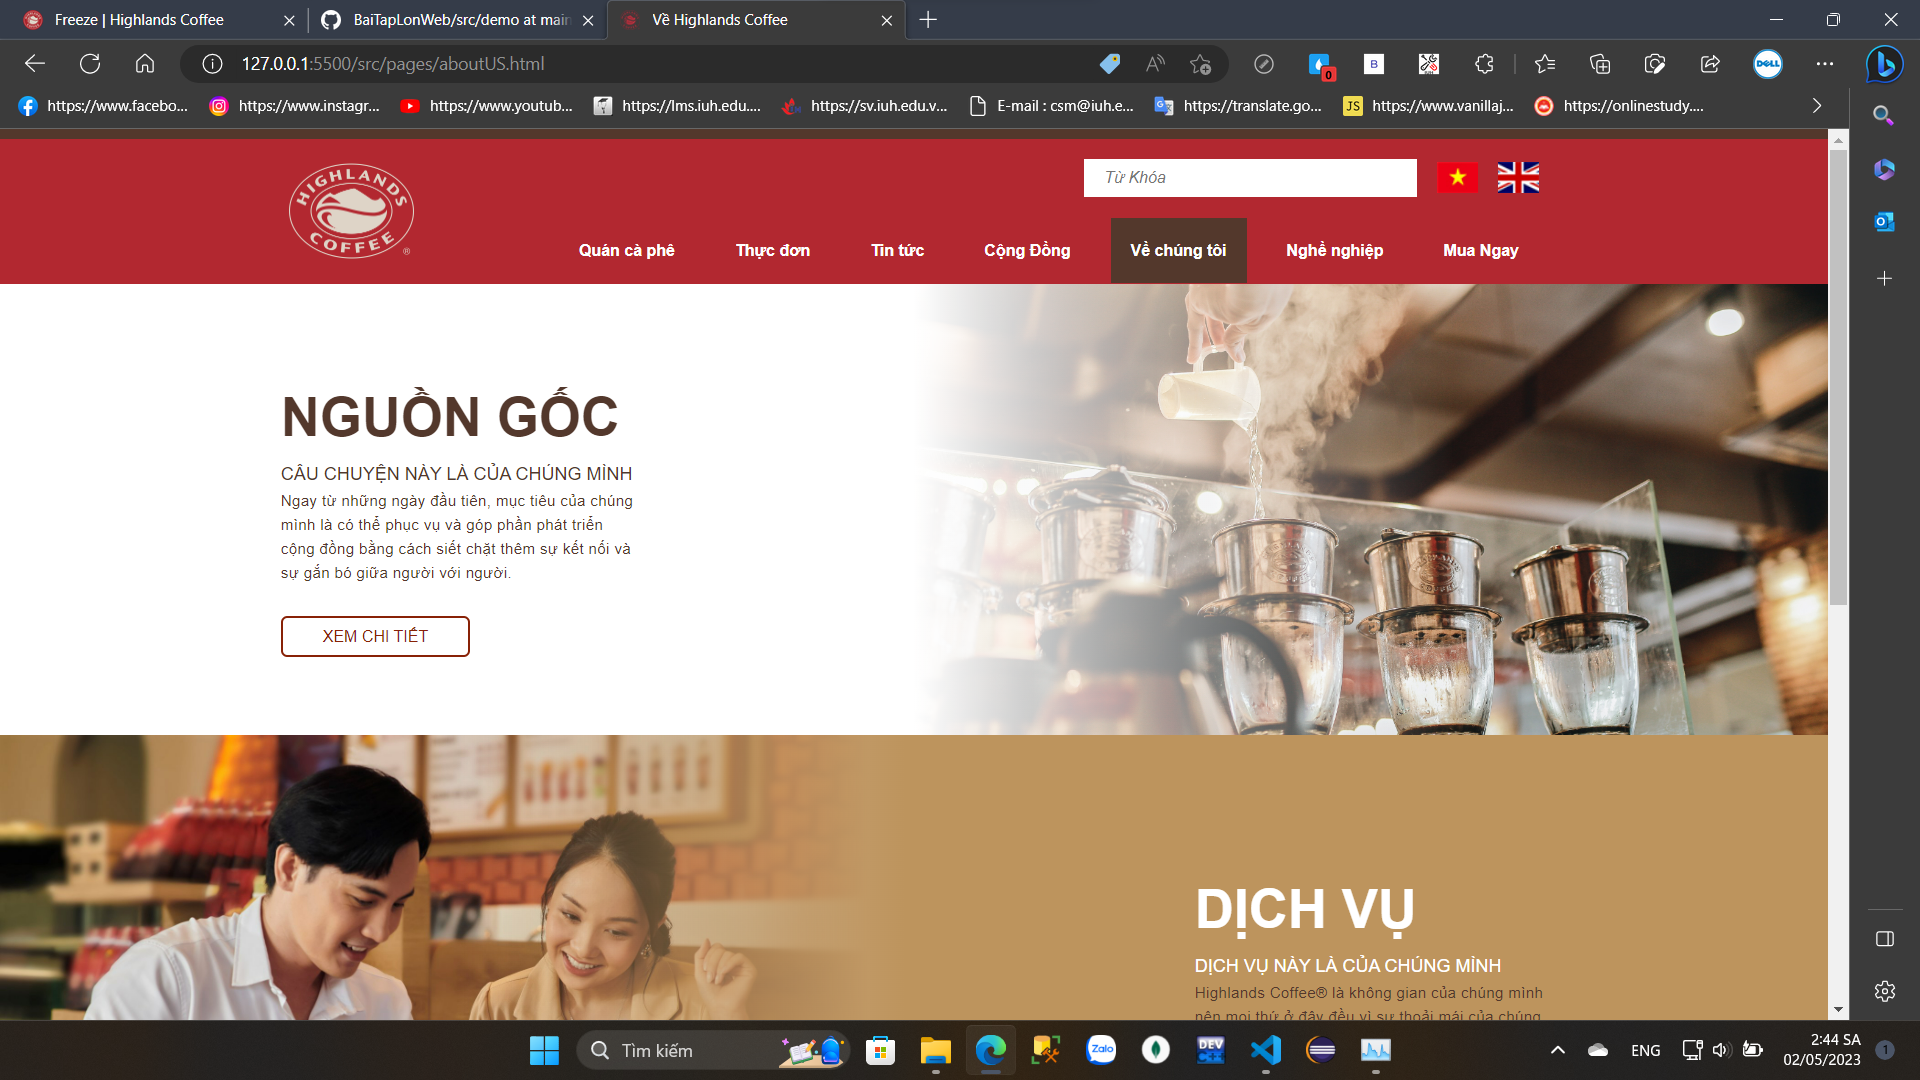 Freeze | Highlands Coffee
BaiTapLonWeb/src/demo at main
Về Highlands Coffee
127.0.0.1:5500/src/pages/aboutUS.html
0
B
DELL
https://www.facebo...
https://www.instagr...
https://www.youtub...
https://lms.iuh.edu....
https://sv.iuh.edu.v...
E-mail : csm@iuh.e...
https://translate.go...
JS
https://www.vanillaj...
https://onlinestudy....
HIGHLANDS
COFFEE
®
Từ Khóa
Quán cà phê
Thực đơn
Tin tức
Cộng Đồng
Về chúng tôi
Nghề nghiệp
Mua Ngay
NGUỒN GỐC
CÂU CHUYỆN NÀY LÀ CỦA CHÚNG MÌNH
Ngay từ những ngày đầu tiên, mục tiêu của chúng
mình là có thể phục vụ và góp phần phát triển
cộng đồng bằng cách siết chặt thêm sự kết nối và
sự gắn bó giữa người với người.
XEM CHI TIẾT
DỊCH VỤ
DỊCH VỤ NÀY LÀ CỦA CHÚNG MÌNH
Highlands Coffee® là không gian của chúng mình
nên mọi thứ ở đây đều vì sự thoải mái của chúng
Tìm kiếm
Zalo
DEV
ENG
2:44 SA
02/05/2023
1